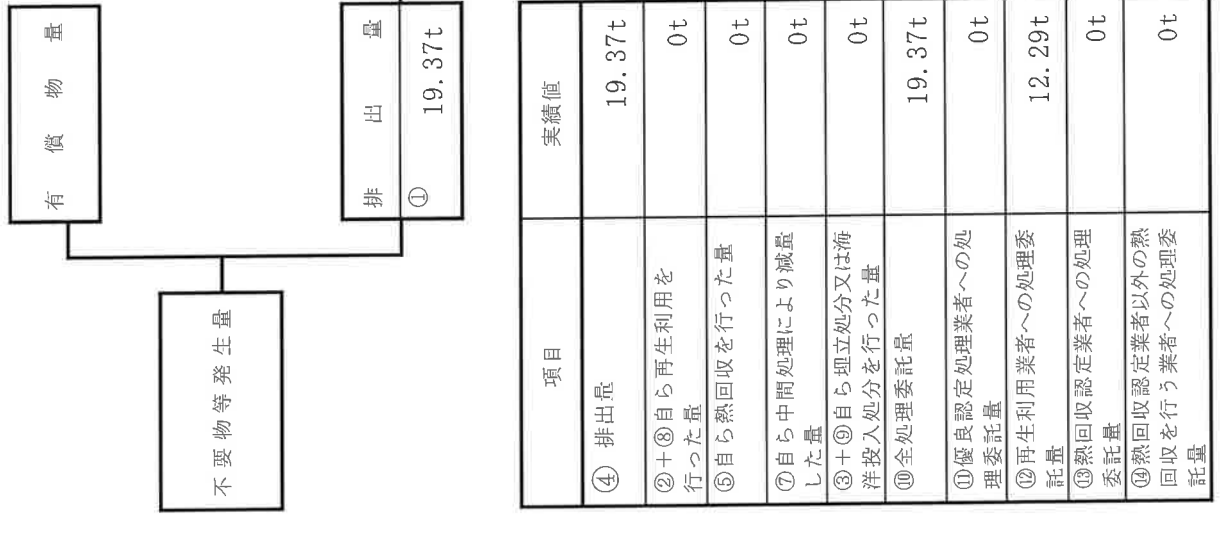 有償物量
不要物等発生量
排出量
① 19.37t
項目 実績値
④ 排出量 19.37t
②+⑧自ら再生利用を
行った量 0t
⑤自ら熱回収を行った量 0t
⑦自ら中間処理により減量
した量 0t
③+⑨自ら埋立処分又は海
洋投入処分を行った量 0t
⑩全処理委託量 19.37t
⑪優良認定処理業者への処
理委託量 0t
⑫再生利用業者への処理委
託量 12.29t
⑬熱回収認定業者への処理
委託量 0t
⑭熱回収認定業者以外の熱
回収を行う業者への処理委
託量 0t